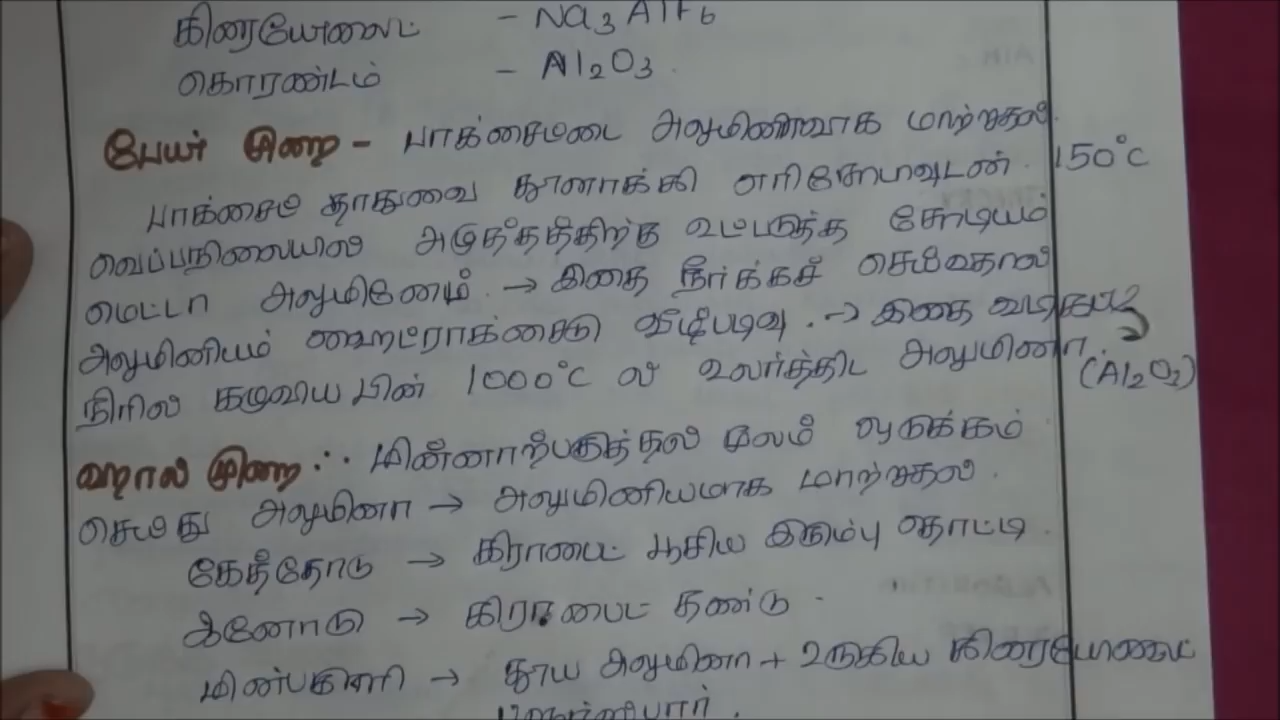 கிரையோலைட் - Na3AlF6
கொரண்டம் - Al2O3
பேயர் முறை - பாக்சைடை அலுமினாவாக மாற்றுதல்.
பாக்சைட் தாதுவை தூளாக்கி எரிசோடாவுடன் 150°C
வெப்பநிலையில் அழுத்தத்திற்கு உட்படுத்த சோடியம்
மெட்டா அலுமினேட் → இதை நீர்க்கச் செய்வதால்
அலுமினியம் ஹைட்ராக்சைடு வீழ்படிவு. → இதை வடிகட்டி
நீரில் கழுவிய பின் 1000°C ல் உலர்த்திட அலுமினா.
(Al2O3)
ஹால் முறை ∴ மின்னாற்பகுத்தல் மூலம் ஒடுக்கம்
செய்து அலுமினா → அலுமினியமாக மாற்றுதல்.
கேத்தோடு → கிராபைட் பூசிய இரும்பு தொட்டி.
ஆனோடு → கிராபைட் தண்டு.
மின்பகுளி → தூய அலுமினா + உருகிய கிரையோலைட்